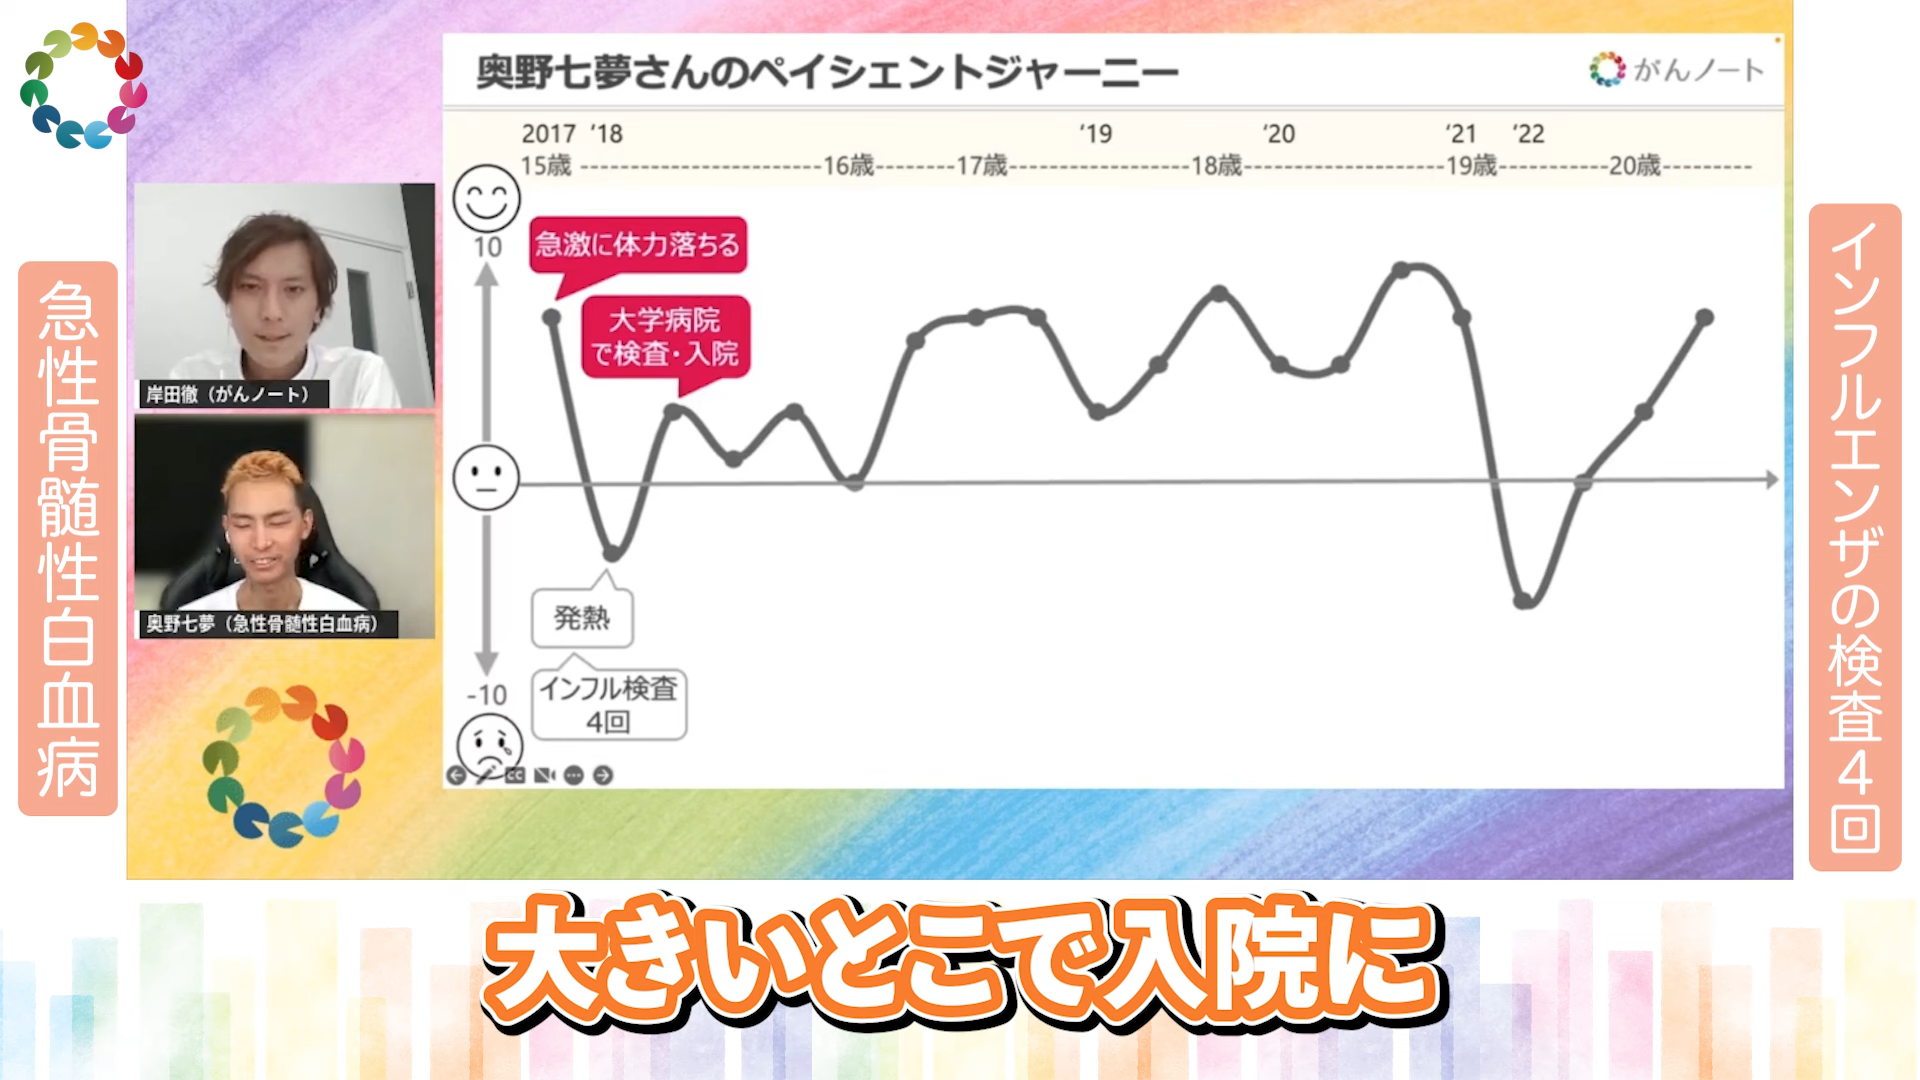 奥野七夢さんのペイシェントジャーニー
がんノート
2017 ‘18 ‘19 ‘20 ‘21 ‘22
15歳 ------------------------16歳--------17歳------------------18歳--------------------19歳-----------20歳---------
10
急激に体力落ちる
大学病院
で検査・入院
発熱
インフル検査
4回
-10
CC
岸田徹（がんノート）
奥野七夢（急性骨髄性白血病）
急性骨髄性白血病
インフルエンザの検査4回
大きいとこで入院に